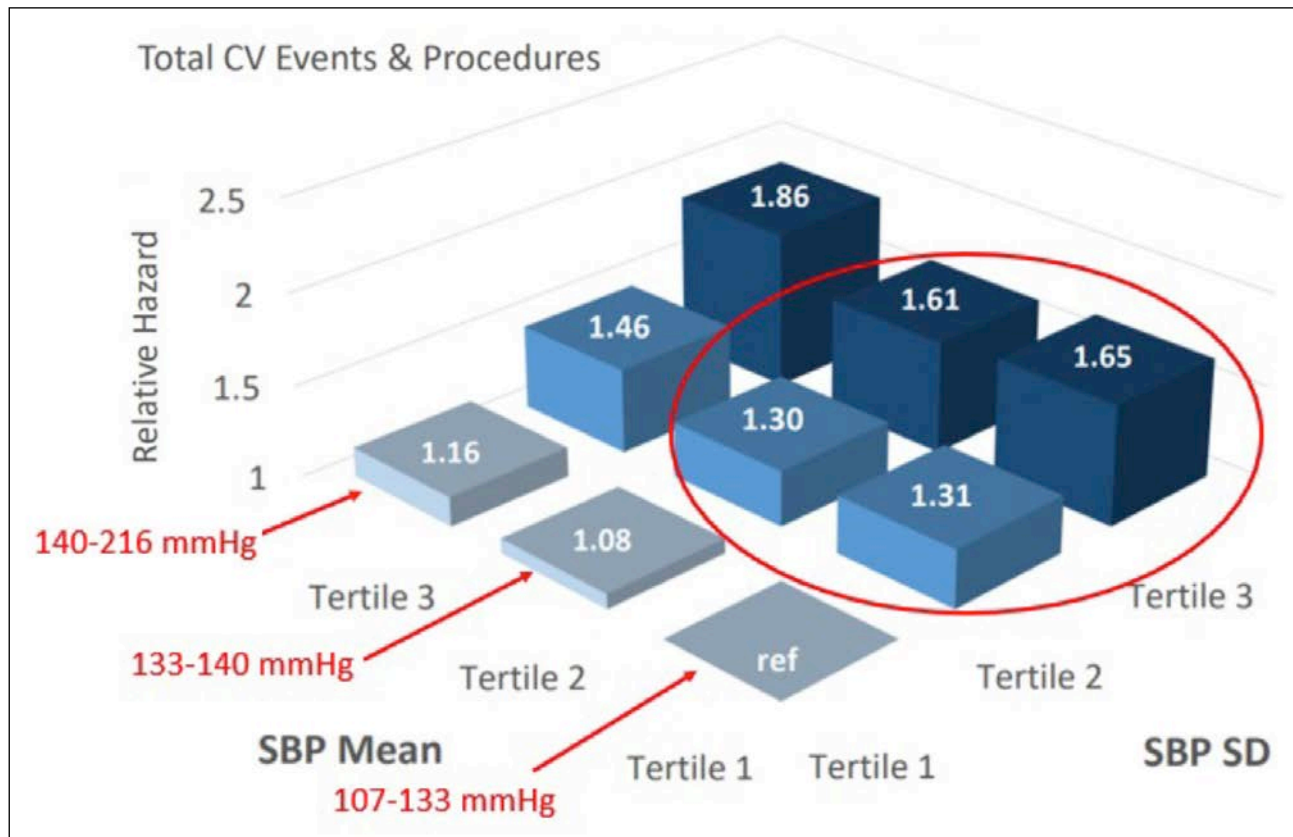 Total CV Events & Procedures
2.5
2
1.5
1
Relative Hazard
1.86
1.61
1.65
1.46
1.30
1.31
1.16
1.08
ref
140-216 mmHg
133-140 mmHg
107-133 mmHg
Tertile 3
Tertile 2
Tertile 1
SBP Mean
Tertile 1
Tertile 2
Tertile 3
SBP SD